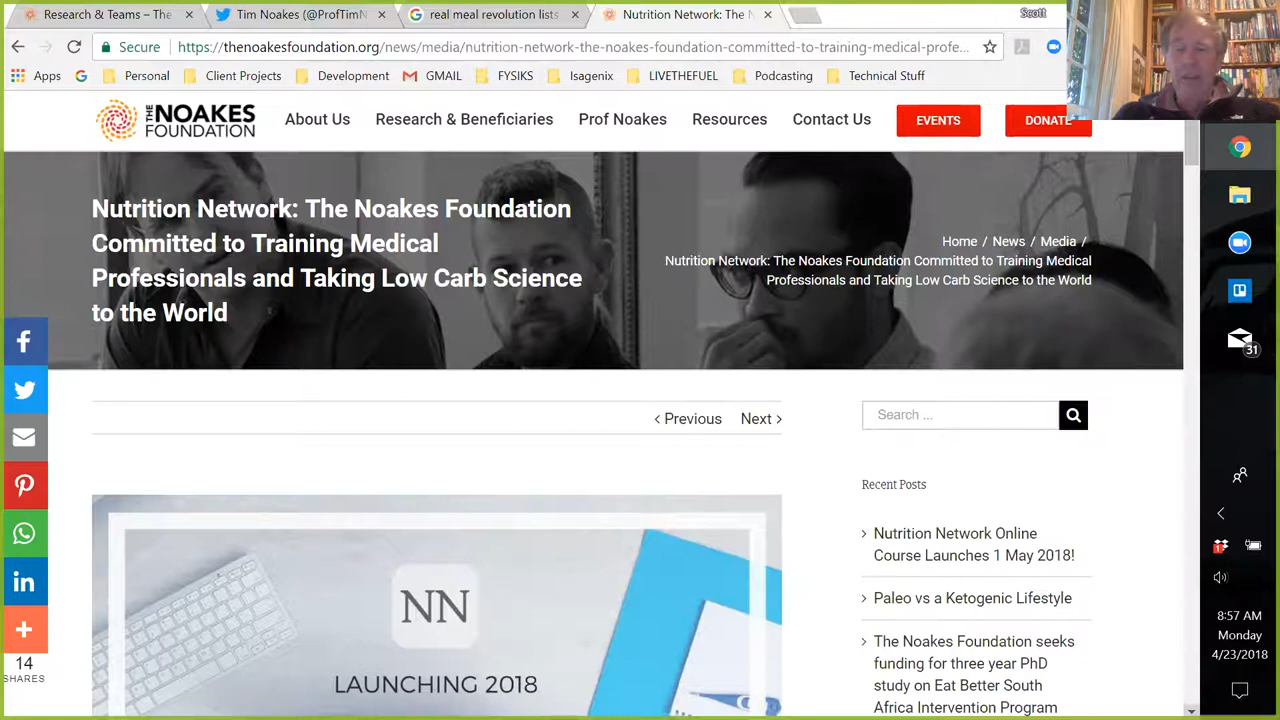 Research & Teams – The
Tim Noakes (@ProfTimN
real meal revolution lists
Nutrition Network: The N
Scott
Secure
https://thenoakesfoundation.org/news/media/nutrition-network-the-noakes-foundation-committed-to-training-medical-profe...
Apps
Personal
Client Projects
Development
GMAIL
FYSIKS
Isagenix
LIVETHEFUEL
Podcasting
Technical Stuff
THE NOAKES
FOUNDATION
About Us
Research & Beneficiaries
Prof Noakes
Resources
Contact Us
EVENTS
DONATE
Nutrition Network: The Noakes Foundation
Committed to Training Medical
Professionals and Taking Low Carb Science
to the World
Home / News / Media /
Nutrition Network: The Noakes Foundation Committed to Training Medical
Professionals and Taking Low Carb Science to the World
Previous
Next
Search ...
Recent Posts
Nutrition Network Online
Course Launches 1 May 2018!
Paleo vs a Ketogenic Lifestyle
The Noakes Foundation seeks
funding for three year PhD
study on Eat Better South
Africa Intervention Program
NN
LAUNCHING 2018
14
SHARES
31
8:57 AM
Monday
4/23/2018